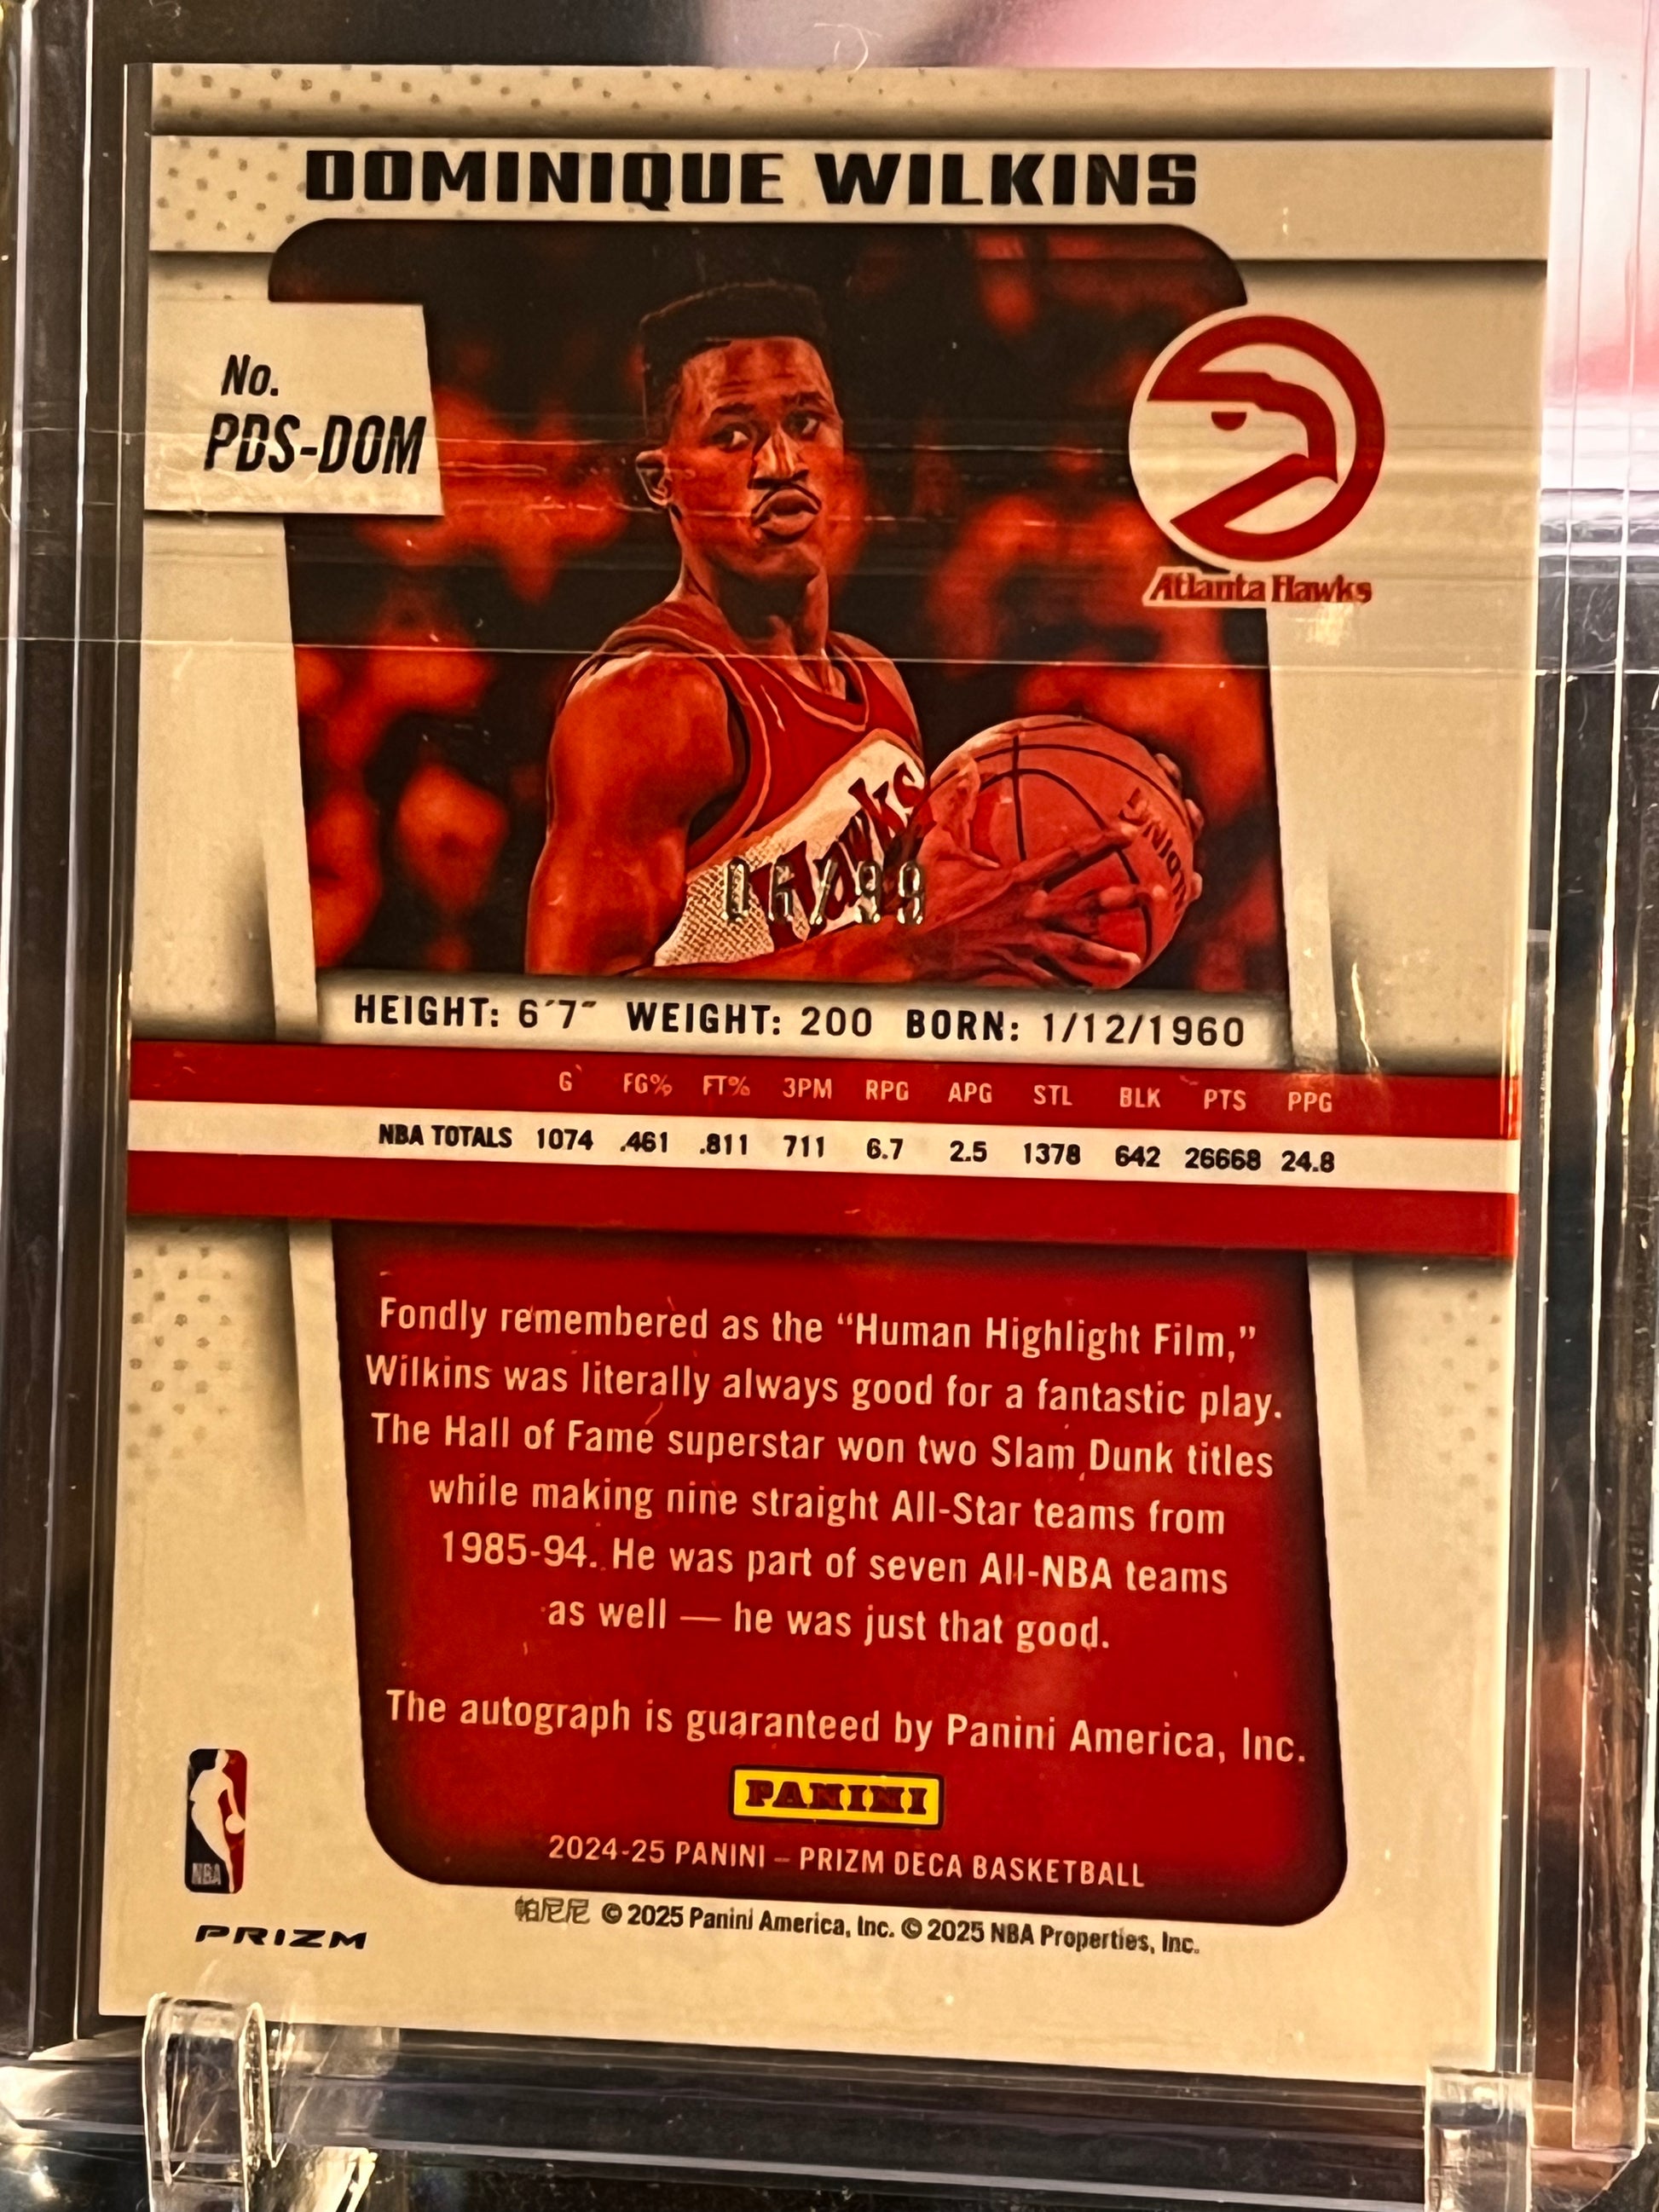 DOMINIQUE WILKINS
No.
PDS-DOM
Atlanta Hawks
Hawks
SPALDING
/99
HEIGHT: 6´7˝ WEIGHT: 200 BORN: 1/12/1960
G FG% FT% 3PM RPG APG STL BLK PTS PPG
NBA TOTALS 1074 .461 .811 711 6.7 2.5 1378 642 26668 24.8
Fondly remembered as the “Human Highlight Film,”
Wilkins was literally always good for a fantastic play.
The Hall of Fame superstar won two Slam Dunk titles
while making nine straight All-Star teams from
1985-94. He was part of seven All-NBA teams
as well — he was just that good.
The autograph is guaranteed by Panini America, Inc.
PANINI
2024-25 PANINI – PRIZM DECA BASKETBALL
NBA
帕尼尼 © 2025 Panini America, Inc. © 2025 NBA Properties, Inc.
PRIZM